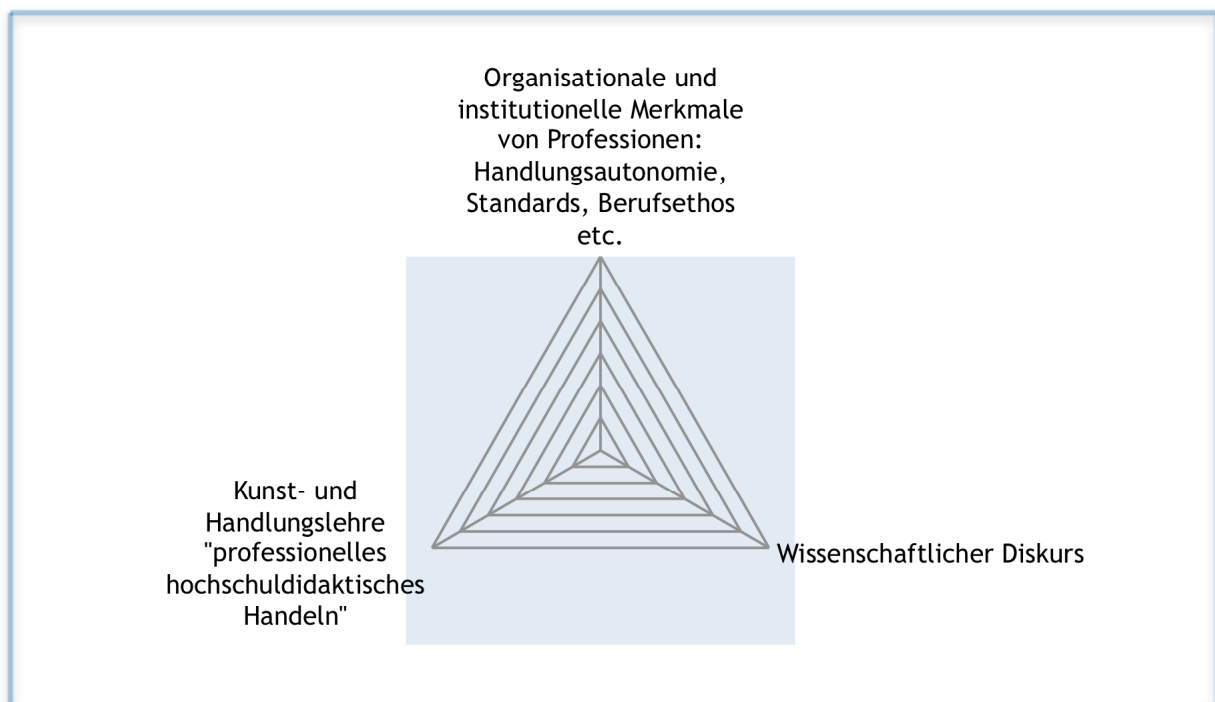 Organisationale und
institutionelle Merkmale
von Professionen:
Handlungsautonomie,
Standards, Berufsethos
etc.
Kunst- und
Handlungslehre
"professionelles
hochschuldidaktisches
Handeln"
Wissenschaftlicher Diskurs